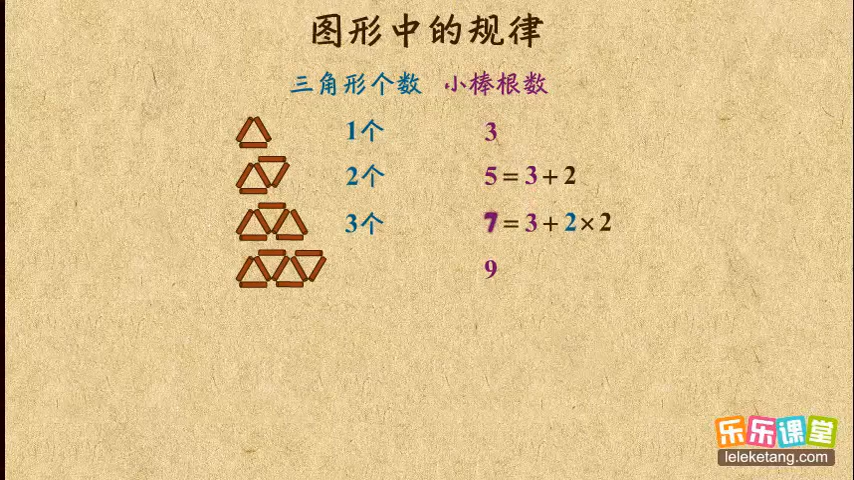 图形中的规律
三角形个数 小棒根数
1个 3
2个 5=3+2
3个 7=3+2×2
9
乐乐课堂
leleketang.com